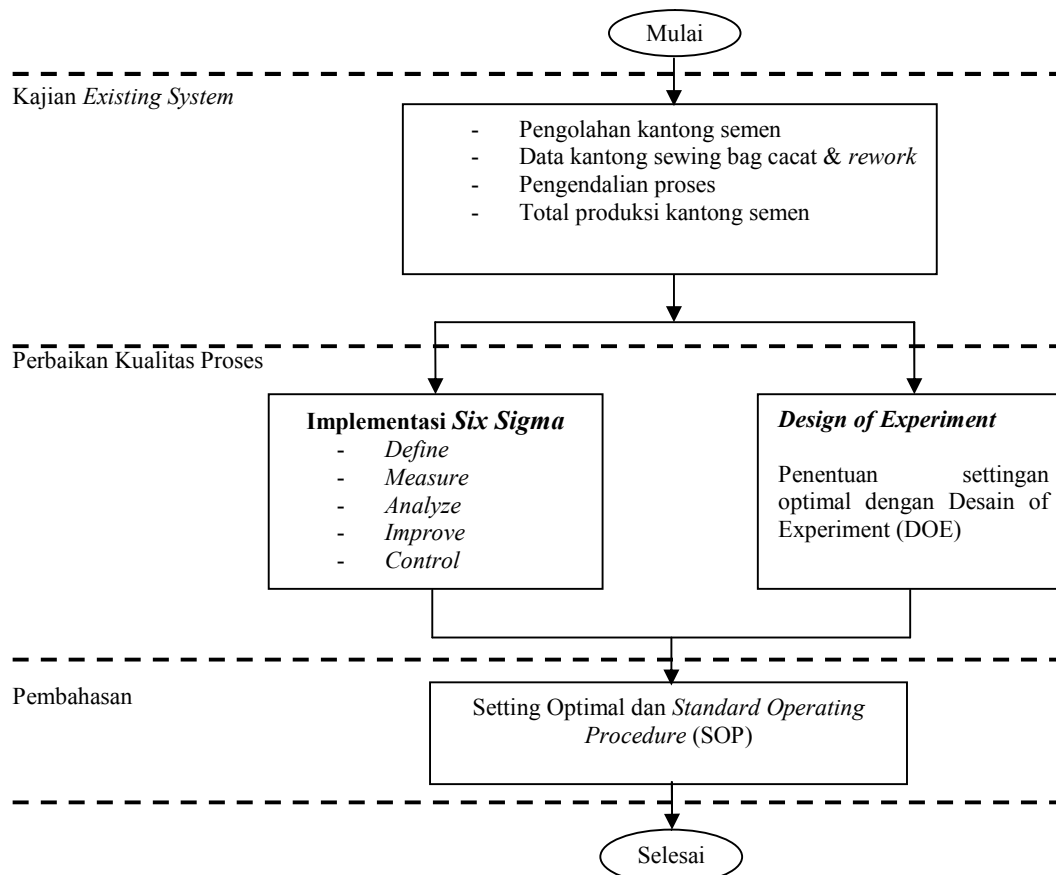 Mulai
Kajian Existing System
- Pengolahan kantong semen
- Data kantong sewing bag cacat & rework
- Pengendalian proses
- Total produksi kantong semen
Perbaikan Kualitas Proses
Implementasi Six Sigma
- Define
- Measure
- Analyze
- Improve
- Control
Design of Experiment
Penentuan settingan
optimal dengan Desain of
Experiment (DOE)
Pembahasan
Setting Optimal dan Standard Operating
Procedure (SOP)
Selesai